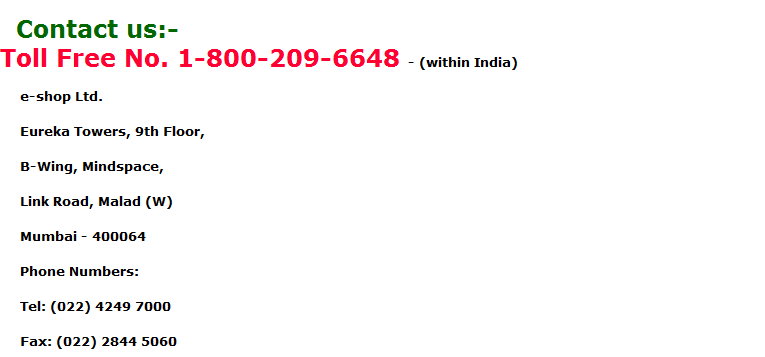 Contact us:-
Toll Free No. 1-800-209-6648 - (within India)
e-shop Ltd.
Eureka Towers, 9th Floor,
B-Wing, Mindspace,
Link Road, Malad (W)
Mumbai - 400064
Phone Numbers:
Tel: (022) 4249 7000
Fax: (022) 2844 5060